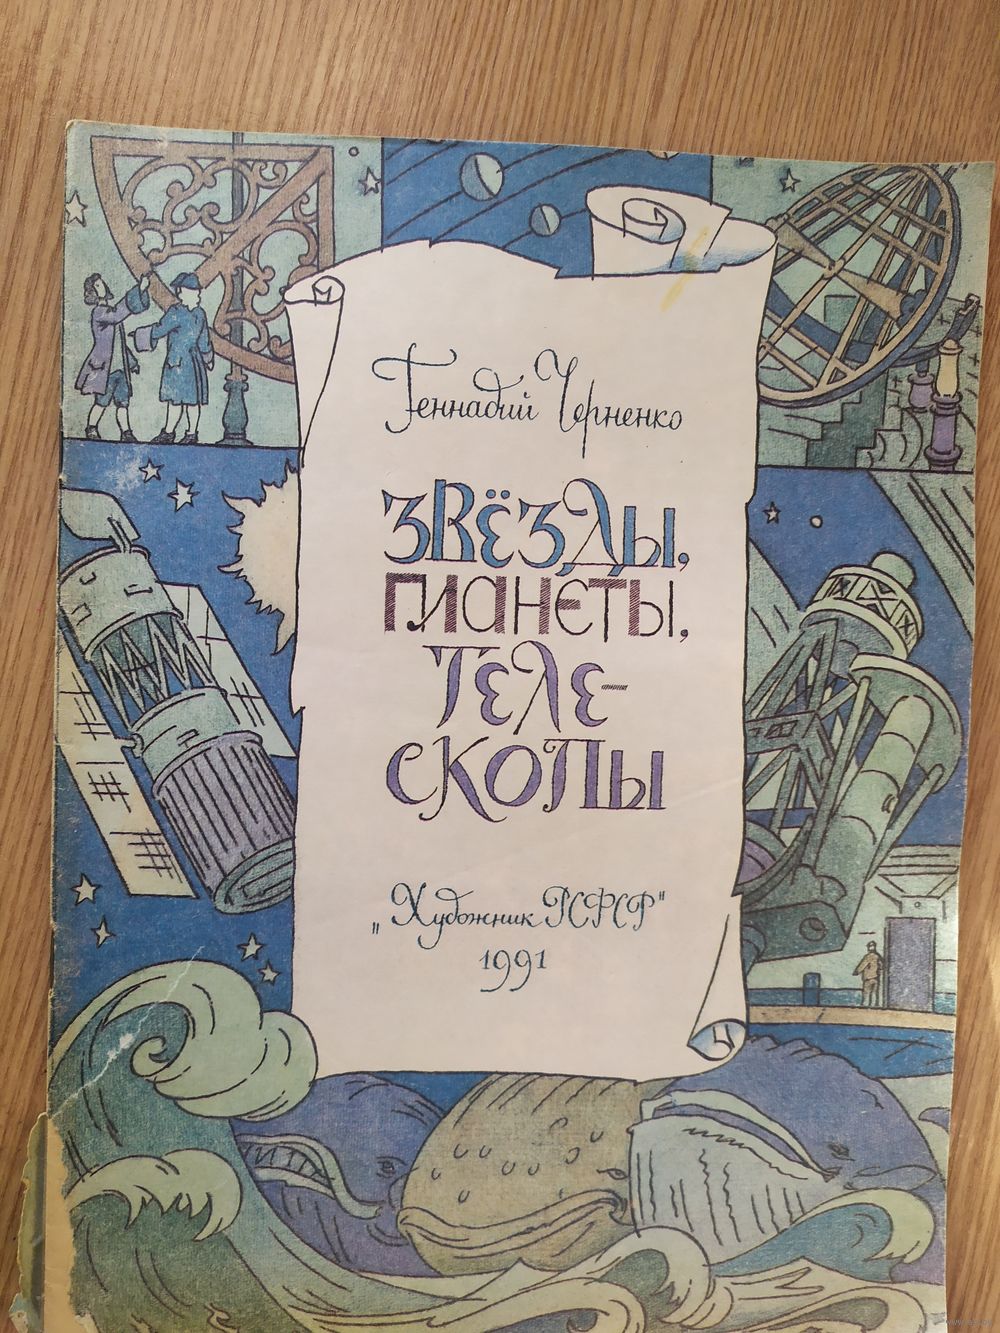 Геннадий Черненко
ЗВЁЗДЫ,
ПЛАНЕТЫ,
ТЕЛЕ-
СКОПЫ
„Художник РСФСР"
1991